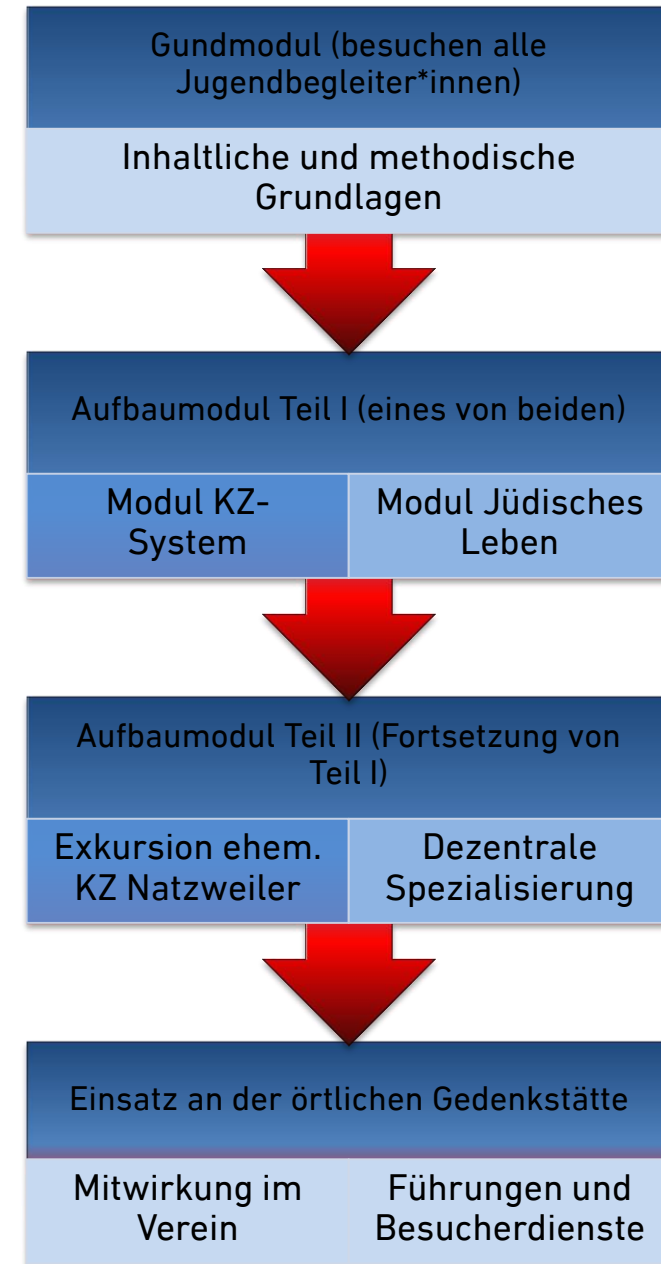 Gundmodul (besuchen alle
Jugendbegleiter*innen)
Inhaltliche und methodische
Grundlagen
Aufbaumodul Teil I (eines von beiden)
Modul KZ-
System
Modul Jüdisches
Leben
Aufbaumodul Teil II (Fortsetzung von
Teil I)
Exkursion ehem.
KZ Natzweiler
Dezentrale
Spezialisierung
Einsatz an der örtlichen Gedenkstätte
Mitwirkung im
Verein
Führungen und
Besucherdienste